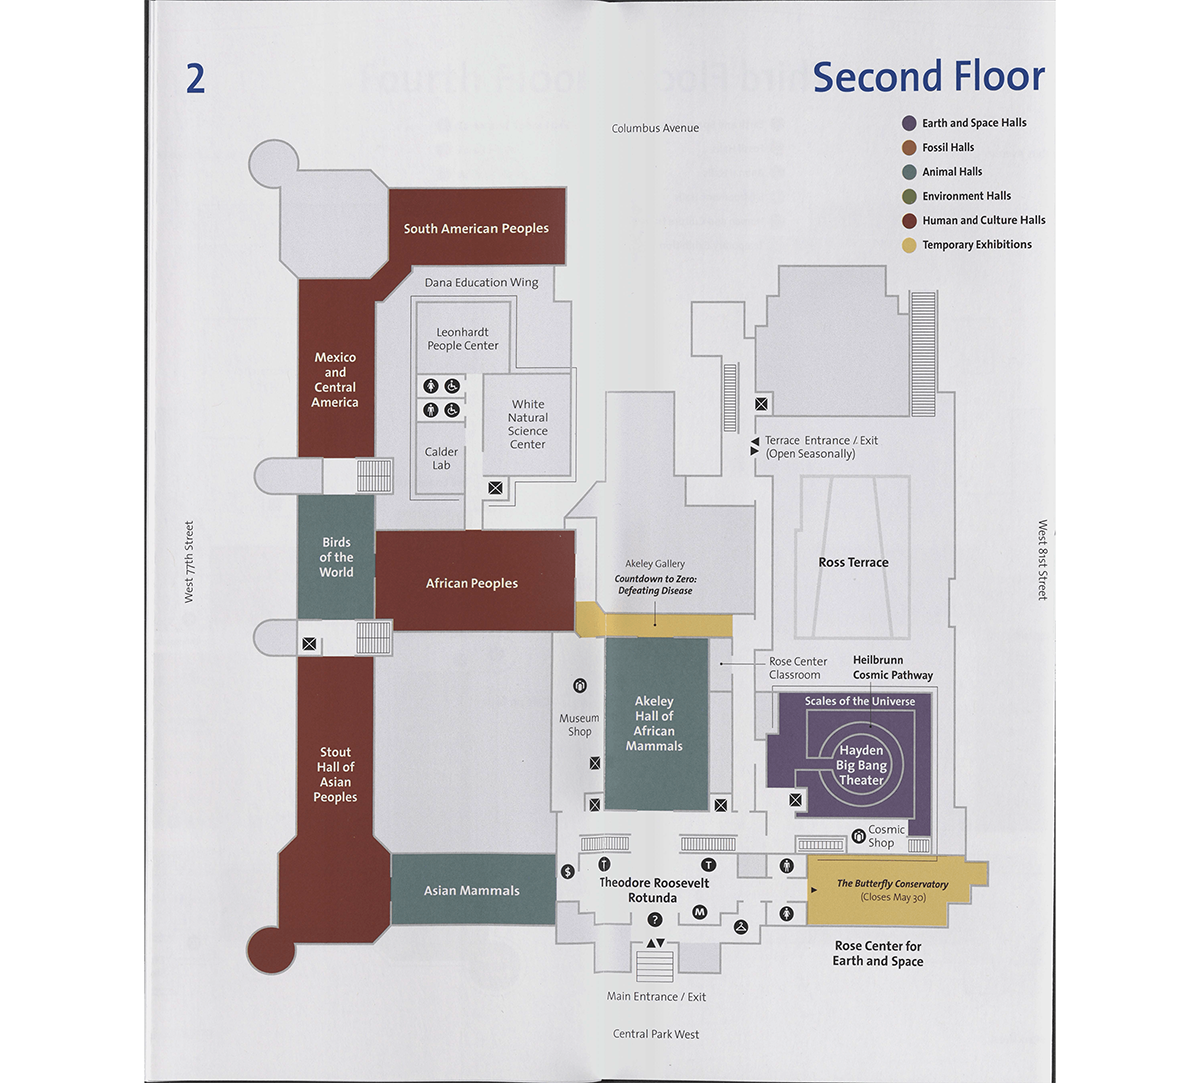 2
Second Floor
Columbus Avenue
Earth and Space Halls
Fossil Halls
Animal Halls
Environment Halls
Human and Culture Halls
Temporary Exhibitions
South American Peoples
Dana Education Wing
Leonhardt
People Center
Mexico
and
Central
America
White
Natural
Science
Center
Calder
Lab
Terrace Entrance / Exit
(Open Seasonally)
West 77th Street
West 81st Street
Birds
of the
World
African Peoples
Akeley Gallery
Countdown to Zero:
Defeating Disease
Ross Terrace
Rose Center
Classroom
Heilbrunn
Cosmic Pathway
Scales of the Universe
Akeley
Hall of
African
Mammals
Museum
Shop
Hayden
Big Bang
Theater
Stout
Hall of
Asian
Peoples
Cosmic
Shop
Asian Mammals
$
T
T
Theodore Roosevelt
Rotunda
The Butterfly Conservatory
(Closes May 30)
?
M
Rose Center for
Earth and Space
Main Entrance / Exit
Central Park West